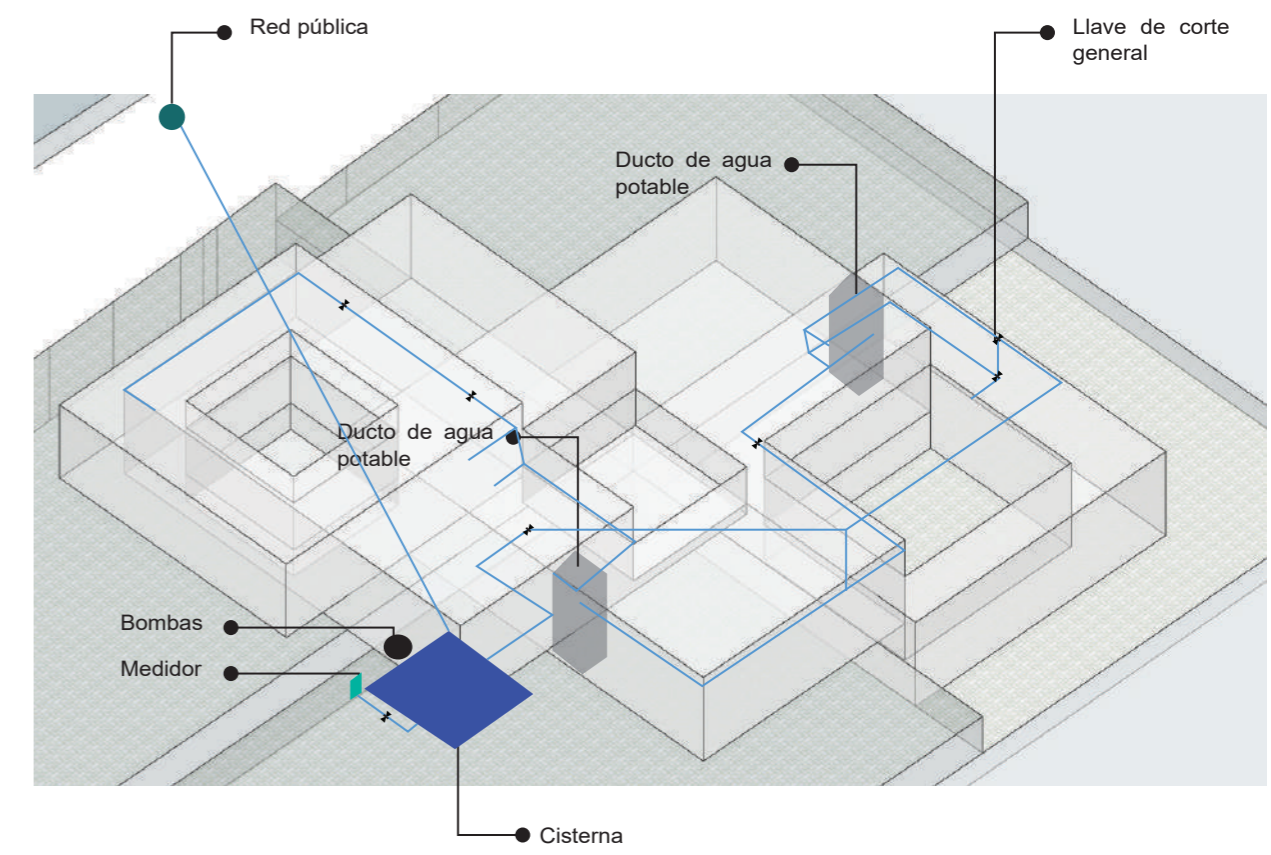 Red pública
Llave de corte
general
Ducto de agua
potable
Ducto de agua
potable
Bombas
Medidor
Cisterna